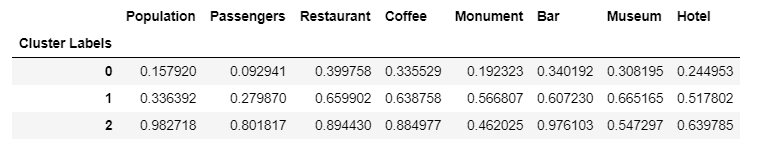 Population Passengers Restaurant Coffee Monument Bar Museum Hotel
Cluster Labels
0 0.157920 0.092941 0.399758 0.335529 0.192323 0.340192 0.308195 0.244953
1 0.336392 0.279870 0.659902 0.638758 0.566807 0.607230 0.665165 0.517802
2 0.982718 0.801817 0.894430 0.884977 0.462025 0.976103 0.547297 0.639785